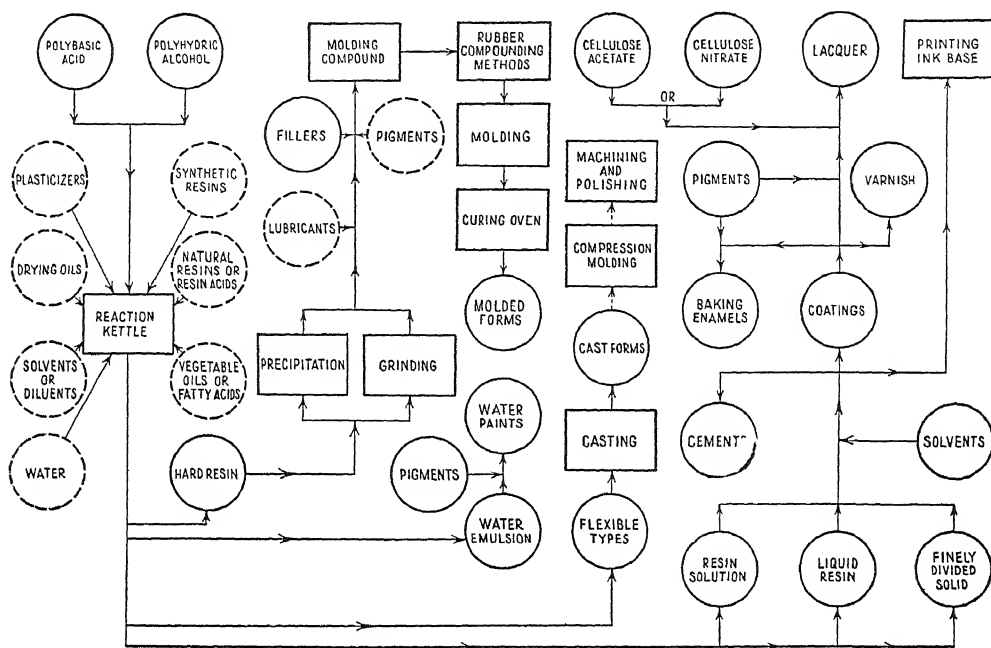 POLYBASIC
ACID
POLYHYDRIC
ALCOHOL
PLASTICIZERS
SYNTHETIC
RESINS
DRYING OILS
NATURAL
RESINS OR
RESIN ACIDS
REACTION
KETTLE
SOLVENTS
OR
DILUENTS
VEGETABLE
OILS OR
FATTY ACIDS
WATER
HARD RESIN
MOLDING
COMPOUND
RUBBER
COMPOUNDING
METHODS
FILLERS
PIGMENTS
MOLDING
LUBRICANTS
CURING OVEN
MOLDED
FORMS
PRECIPITATION
GRINDING
WATER
PAINTS
PIGMENTS
WATER
EMULSION
MACHINING
AND
POLISHING
COMPRESSION
MOLDING
CAST FORMS
CASTING
FLEXIBLE
TYPES
CELLULOSE
ACETATE
CELLULOSE
NITRATE
OR
LACQUER
PRINTING
INK BASE
PIGMENTS
VARNISH
BAKING
ENAMELS
COATINGS
CEMENT
SOLVENTS
RESIN
SOLUTION
LIQUID
RESIN
FINELY
DIVIDED
SOLID